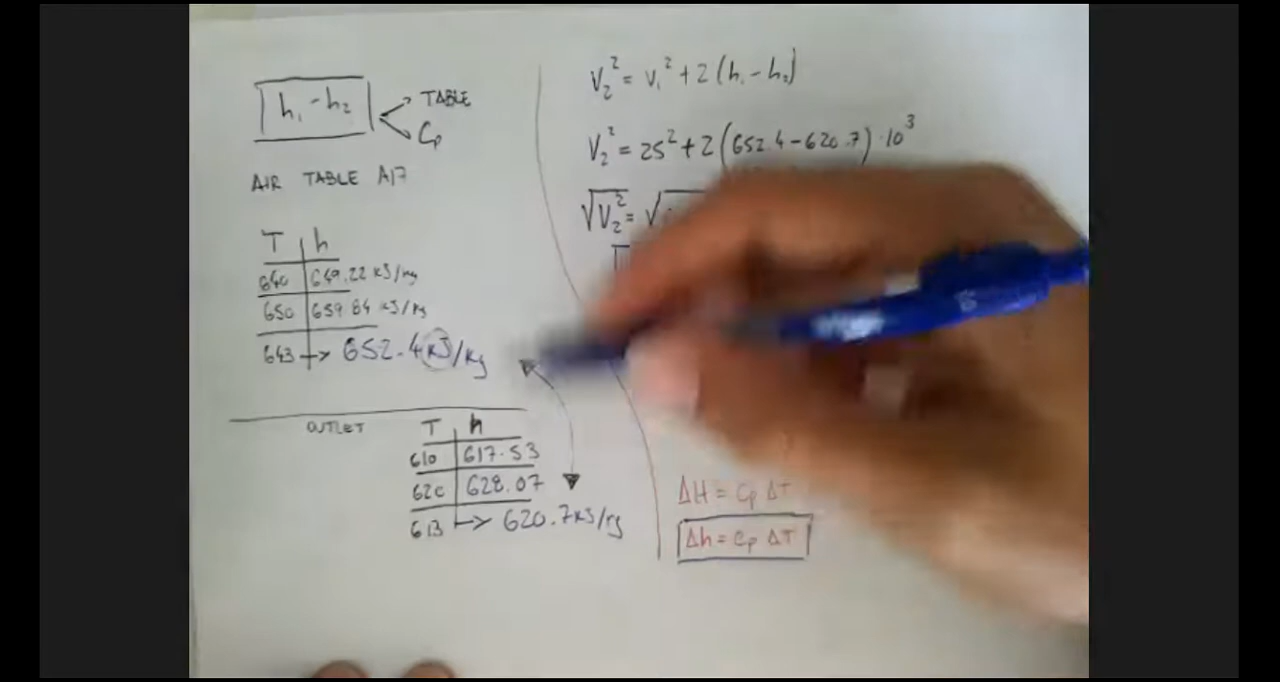 h₁ - h₂
TABLE
Cp
AIR TABLE A17
T h
640 649.22 kJ/kg
650 659.84 kJ/kg
643 → 652.4 kJ/kg
OUTLET
T h
610 617.53
620 628.07
613 → 620.7 kJ/kg
V₂² = V₁² + 2 (h₁ - h₂)
V₂² = 25² + 2 (652.4 - 620.7) · 10³
√V₂² = √
ΔH = Cp ΔT
Δh = Cp ΔT